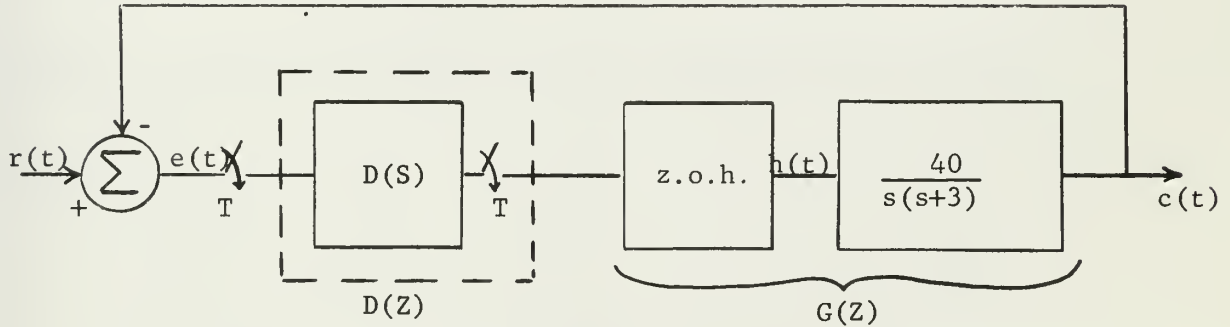 -
r(t)
e(t)
+
T
D(S)
T
D(Z)
z.o.h.
h(t)
40
s(s+3)
c(t)
G(Z)
Σ